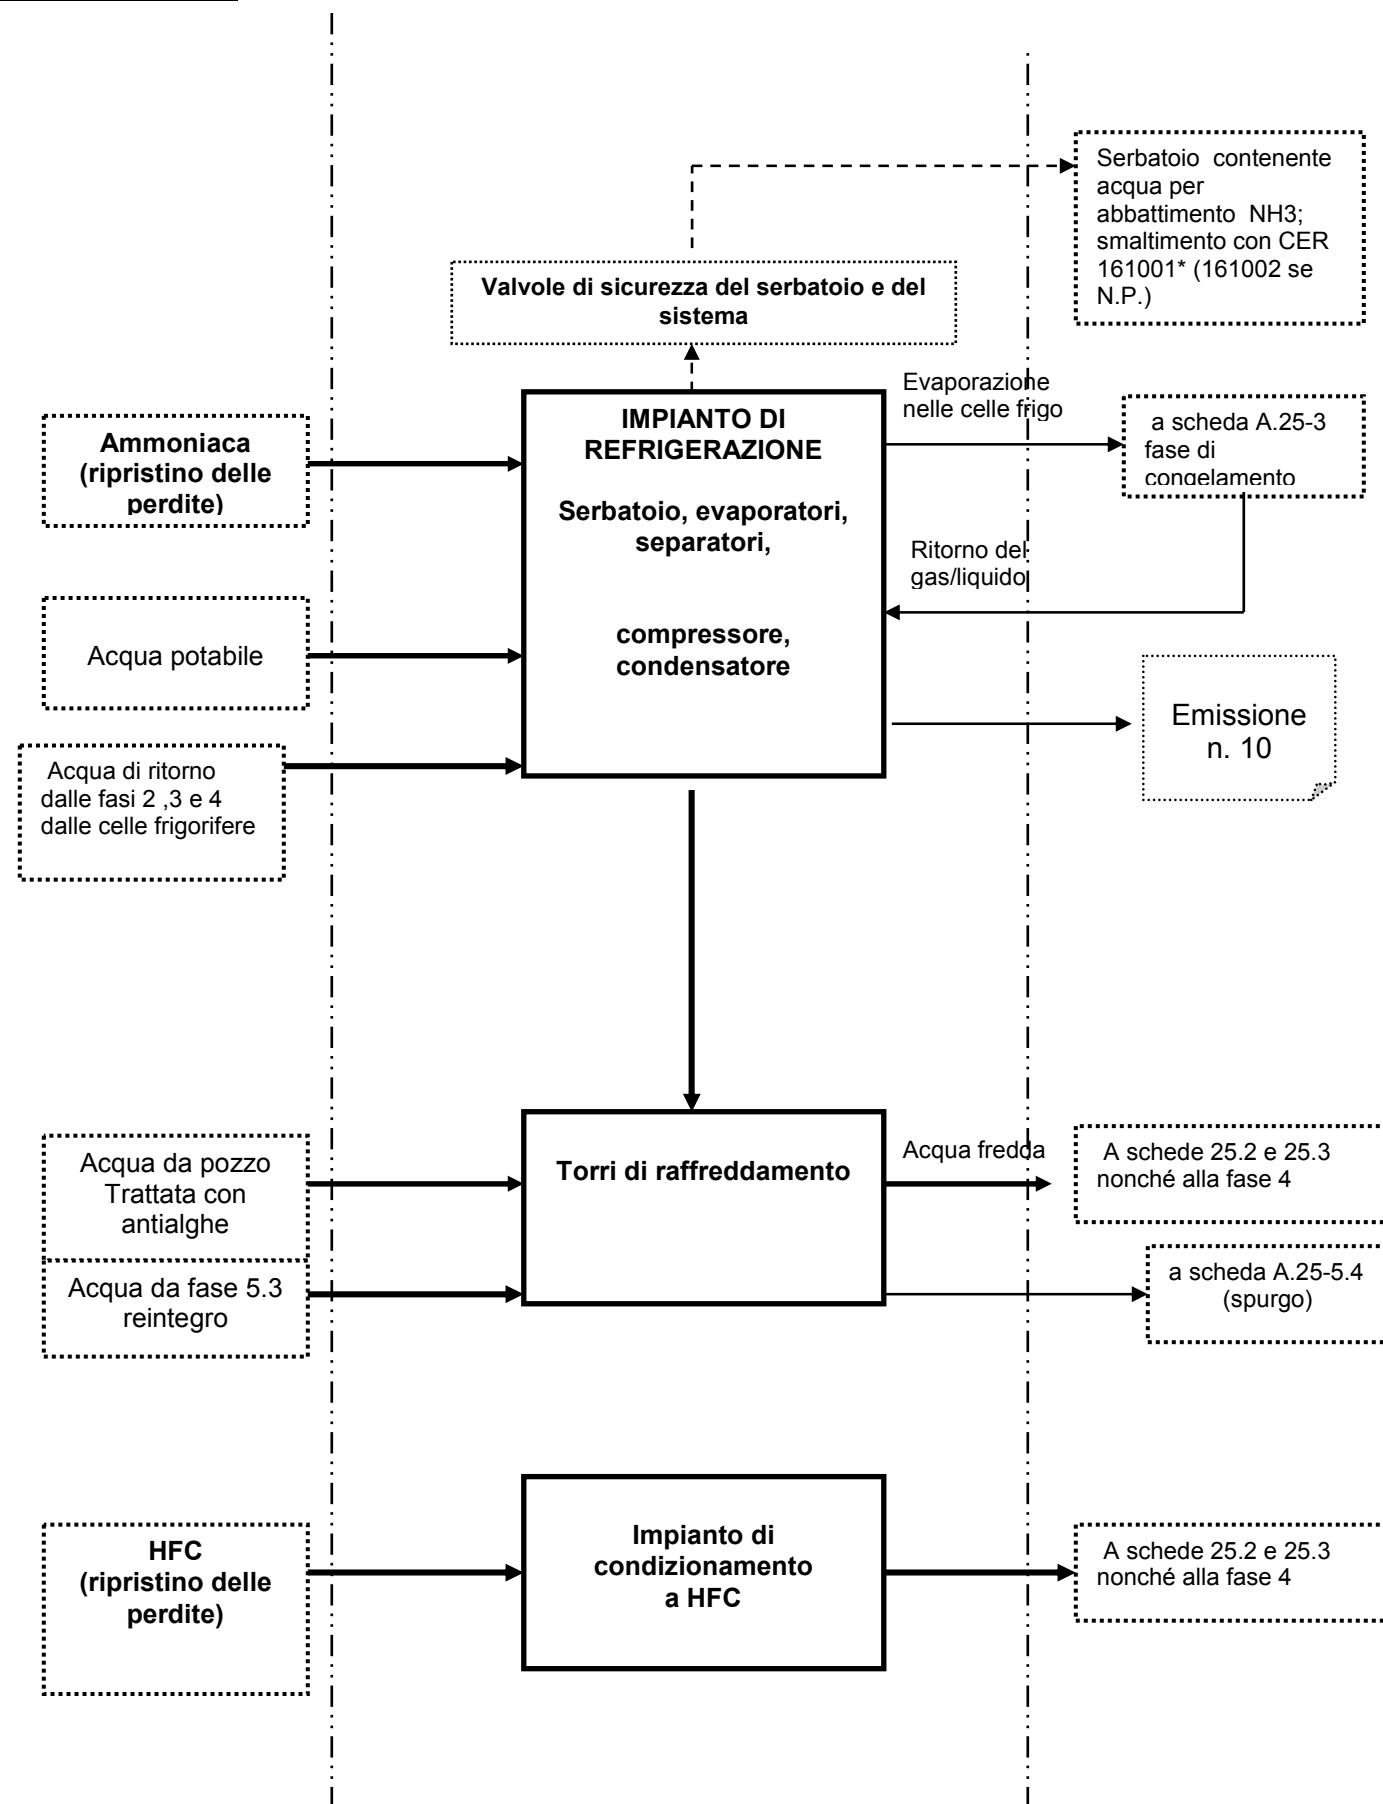 Serbatoio contenente
acqua per
abbattimento NH3;
smaltimento con CER
161001* (161002 se
N.P.)
Valvole di sicurezza del serbatoio e del
sistema
Evaporazione
nelle celle frigo
IMPIANTO DI
REFRIGERAZIONE
Serbatoio, evaporatori,
separatori,
compressore,
condensatore
Ammoniaca
(ripristino delle
perdite)
a scheda A.25-3
fase di
congelamento
Ritorno del
gas/liquido
Acqua potabile
Emissione
n. 10
Acqua di ritorno
dalle fasi 2 ,3 e 4
dalle celle frigorifere
Acqua da pozzo
Trattata con
antialghe
Torri di raffreddamento
Acqua fredda
A schede 25.2 e 25.3
nonché alla fase 4
Acqua da fase 5.3
reintegro
a scheda A.25-5.4
(spurgo)
HFC
(ripristino delle
perdite)
Impianto di
condizionamento
a HFC
A schede 25.2 e 25.3
nonché alla fase 4